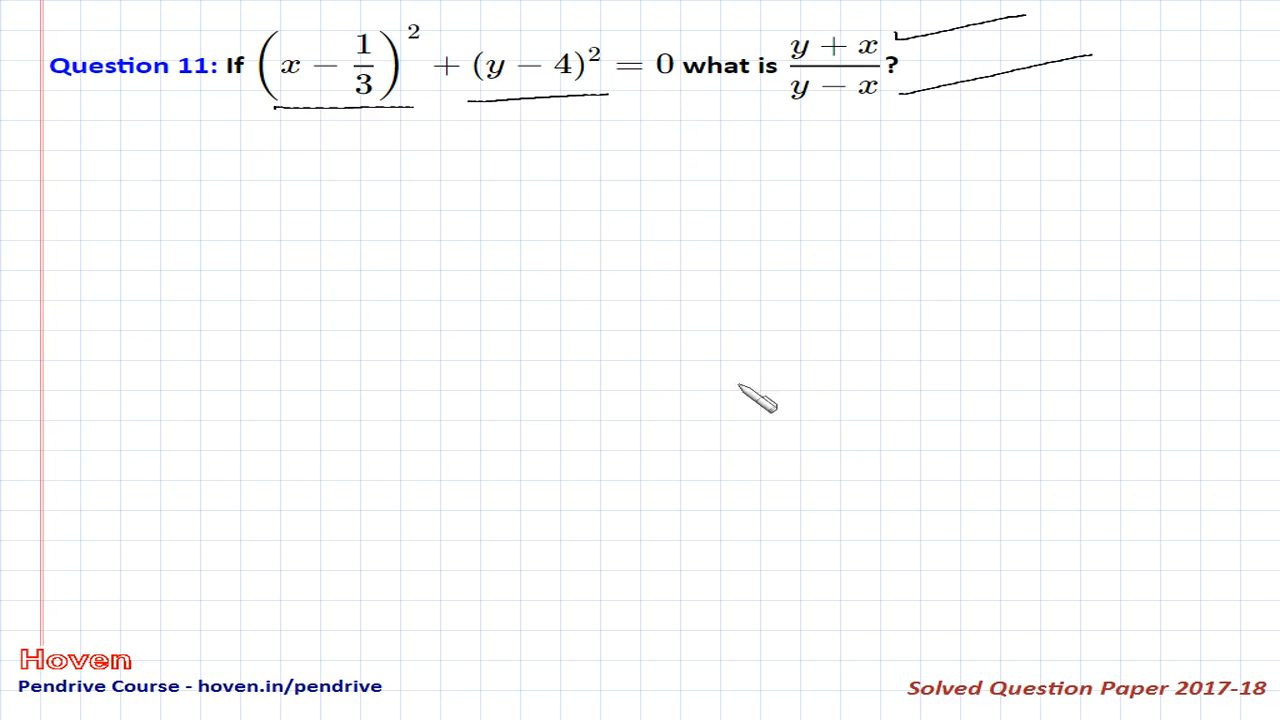 Question 11: If (x − 1/3)² + (y − 4)² = 0 what is (y + x)/(y − x)?
Hoven
Pendrive Course - hoven.in/pendrive
Solved Question Paper 2017-18